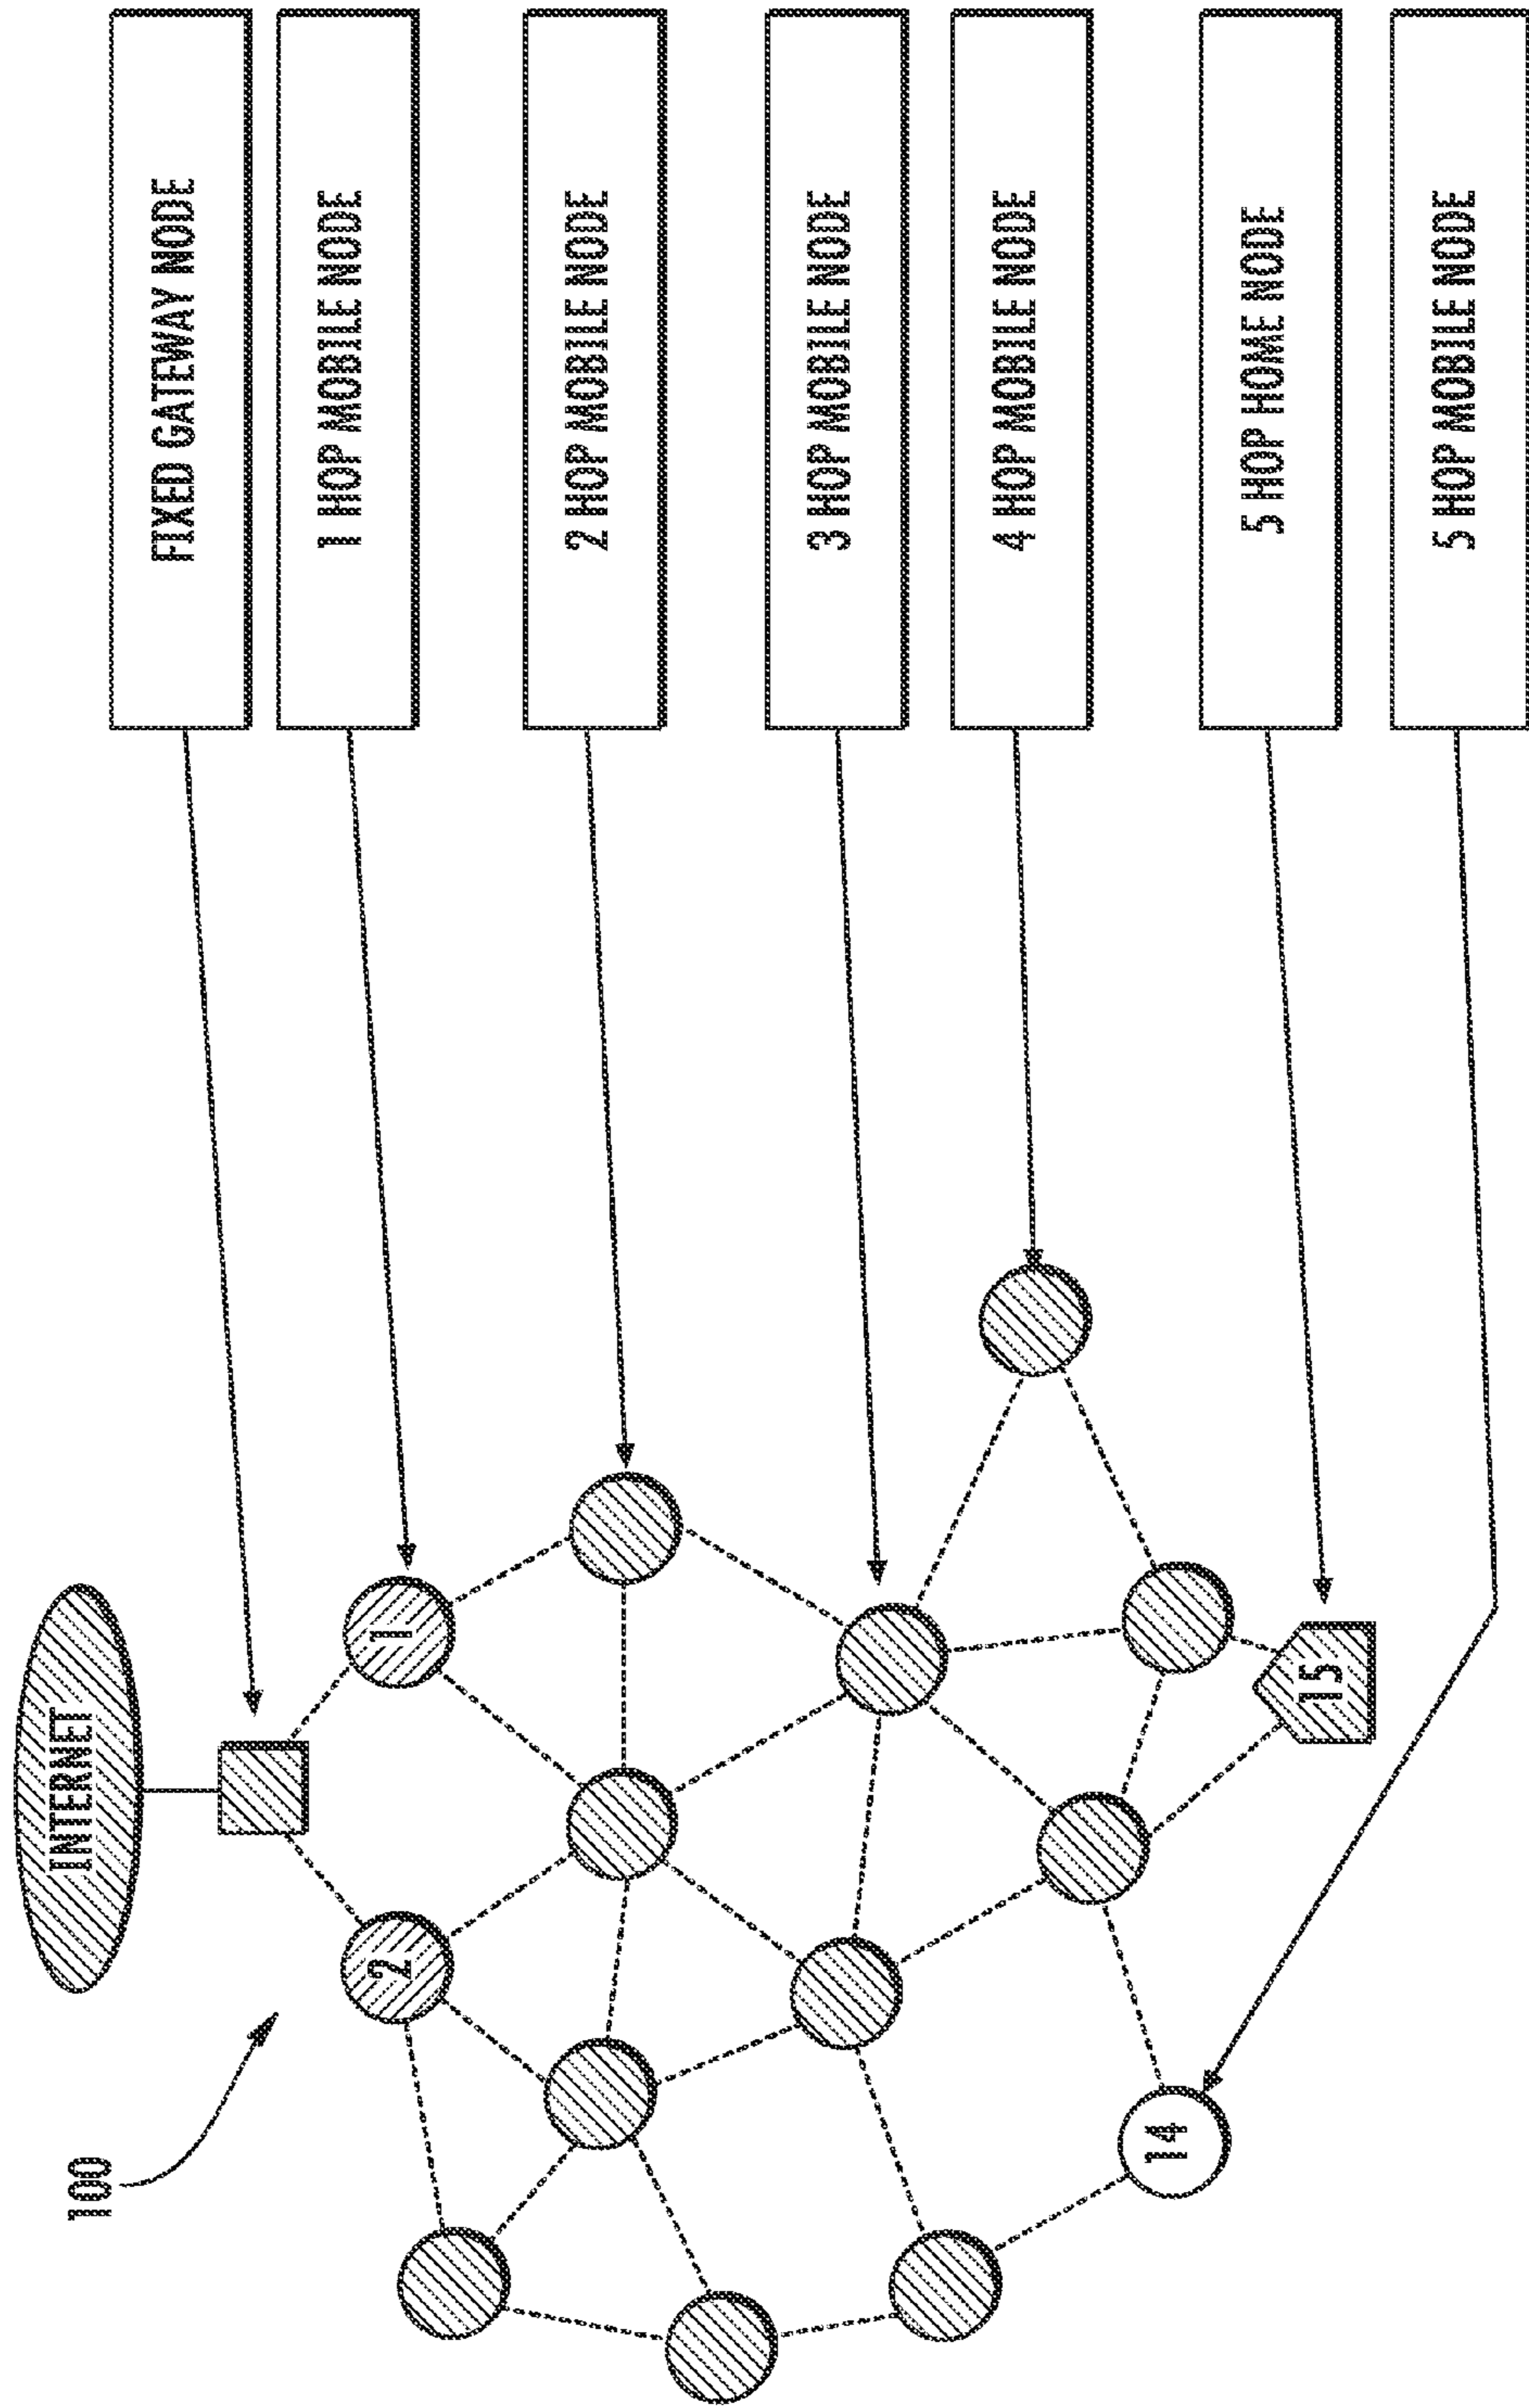 100
INTERNET
2
1
14
15
FIXED GATEWAY NODE
1 HOP MOBILE NODE
2 HOP MOBILE NODE
3 HOP MOBILE NODE
4 HOP MOBILE NODE
5 HOP HOME NODE
5 HOP MOBILE NODE